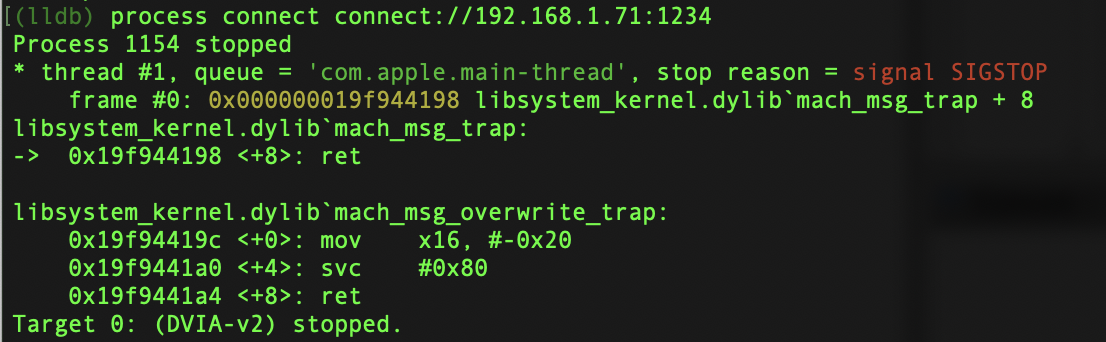 [(lldb) process connect connect://192.168.1.71:1234
Process 1154 stopped
* thread #1, queue = 'com.apple.main-thread', stop reason = signal SIGSTOP
    frame #0: 0x000000019f944198 libsystem_kernel.dylib`mach_msg_trap + 8
libsystem_kernel.dylib`mach_msg_trap:
->  0x19f944198 <+8>: ret

libsystem_kernel.dylib`mach_msg_overwrite_trap:
    0x19f94419c <+0>: mov    x16, #-0x20
    0x19f9441a0 <+4>: svc    #0x80
    0x19f9441a4 <+8>: ret
Target 0: (DVIA-v2) stopped.